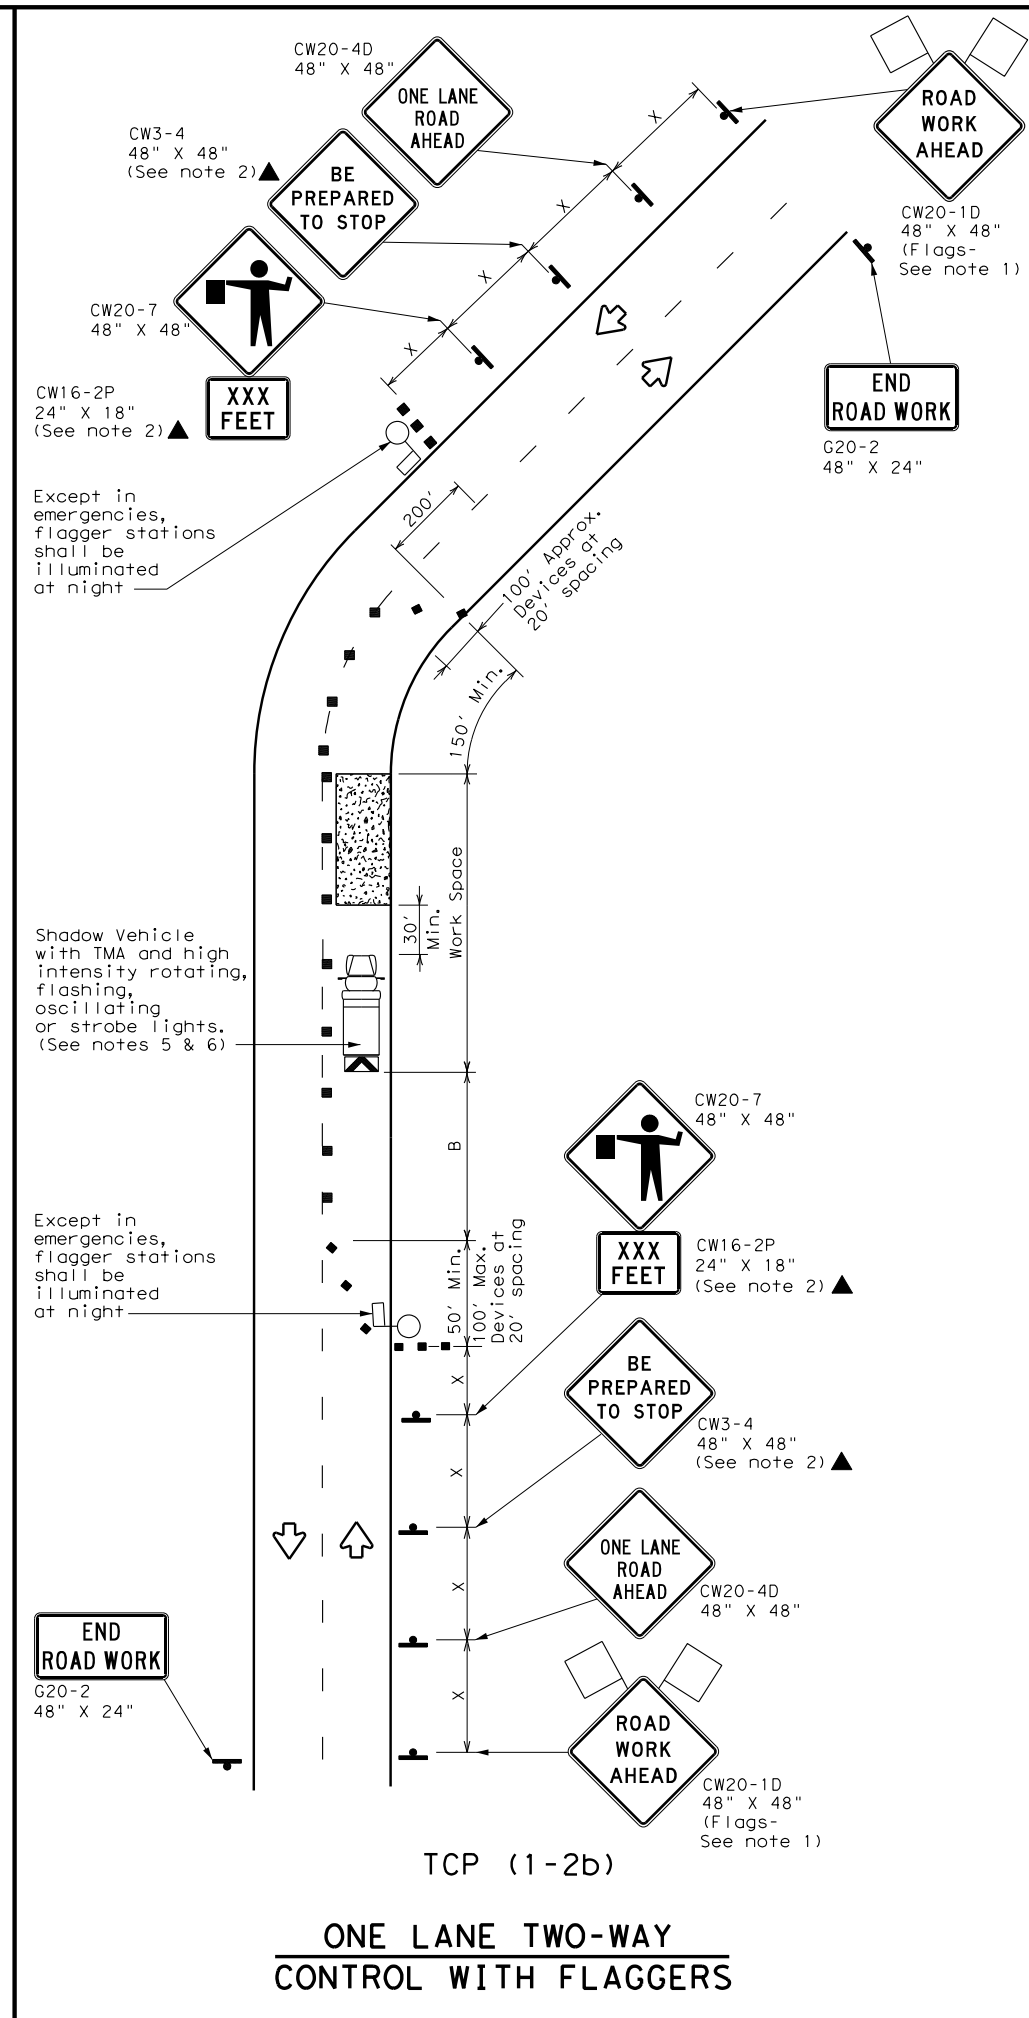 CW20-4D
48" X 48"
ONE LANE
ROAD
AHEAD
ROAD
WORK
AHEAD
CW20-1D
48" X 48"
(Flags-
See note 1)
CW3-4
48" X 48"
(See note 2)
BE
PREPARED
TO STOP
X
X
X
X
CW20-7
48" X 48"
CW16-2P
24" X 18"
(See note 2)
XXX
FEET
END
ROAD WORK
G20-2
48" X 24"
Except in
emergencies,
flagger stations
shall be
illuminated
at night
200'
100' Approx.
Devices at
20' spacing
150' Min.
Work Space
30'
Min.
Shadow Vehicle
with TMA and high
intensity rotating,
flashing,
oscillating
or strobe lights.
(See notes 5 & 6)
B
CW20-7
48" X 48"
XXX
FEET
CW16-2P
24" X 18"
(See note 2)
Except in
emergencies,
flagger stations
shall be
illuminated
at night
50' Min.
100' Max.
Devices at
20' spacing
X
BE
PREPARED
TO STOP
CW3-4
48" X 48"
(See note 2)
X
ONE LANE
ROAD
AHEAD
CW20-4D
48" X 48"
X
END
ROAD WORK
G20-2
48" X 24"
X
ROAD
WORK
AHEAD
CW20-1D
48" X 48"
(Flags-
See note 1)
TCP (1-2b)
ONE LANE TWO-WAY
CONTROL WITH FLAGGERS